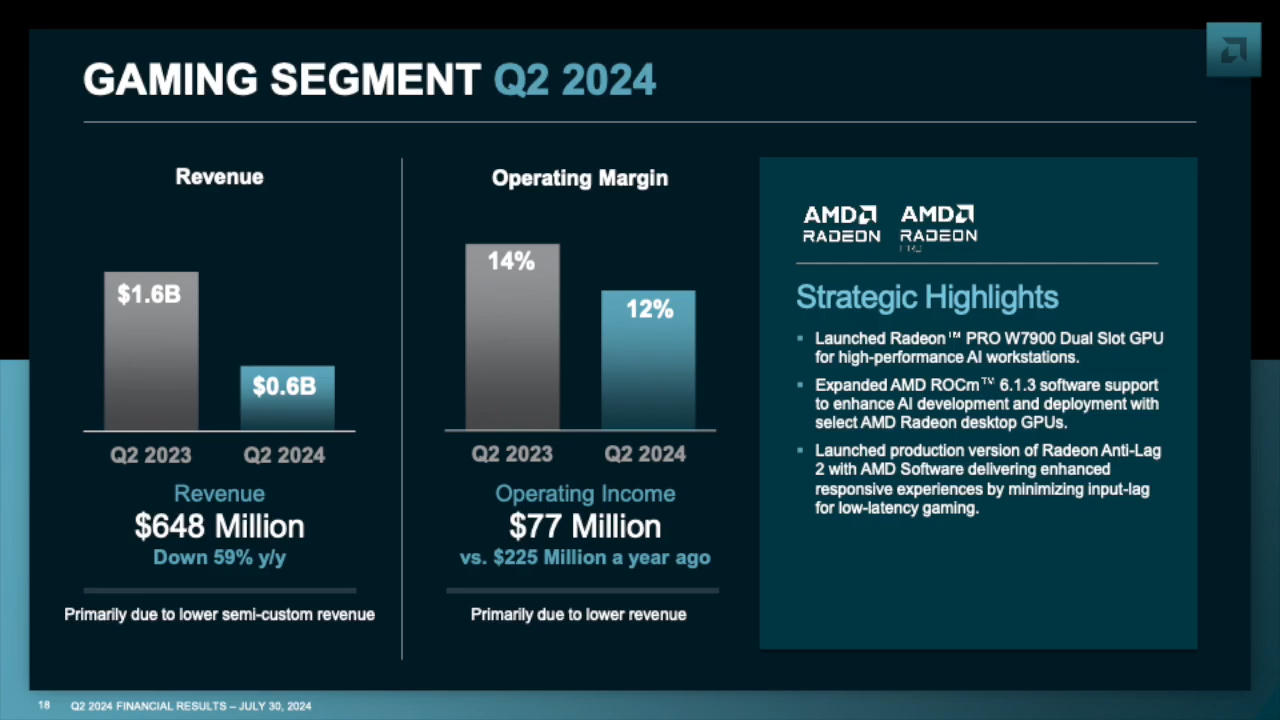 GAMING SEGMENT Q2 2024
Revenue
$1.6B
$0.6B
Q2 2023
Q2 2024
Revenue
$648 Million
Down 59% y/y
Primarily due to lower semi-custom revenue
Operating Margin
14%
12%
Q2 2023
Q2 2024
Operating Income
$77 Million
vs. $225 Million a year ago
Primarily due to lower revenue
AMD
RADEON
AMD
RADEON
PRO
Strategic Highlights
▪ Launched Radeon™ PRO W7900 Dual Slot GPU
for high-performance AI workstations.
▪ Expanded AMD ROCm™ 6.1.3 software support
to enhance AI development and deployment with
select AMD Radeon desktop GPUs.
▪ Launched production version of Radeon Anti-Lag
2 with AMD Software delivering enhanced
responsive experiences by minimizing input-lag
for low-latency gaming.
18 Q2 2024 FINANCIAL RESULTS – JULY 30, 2024